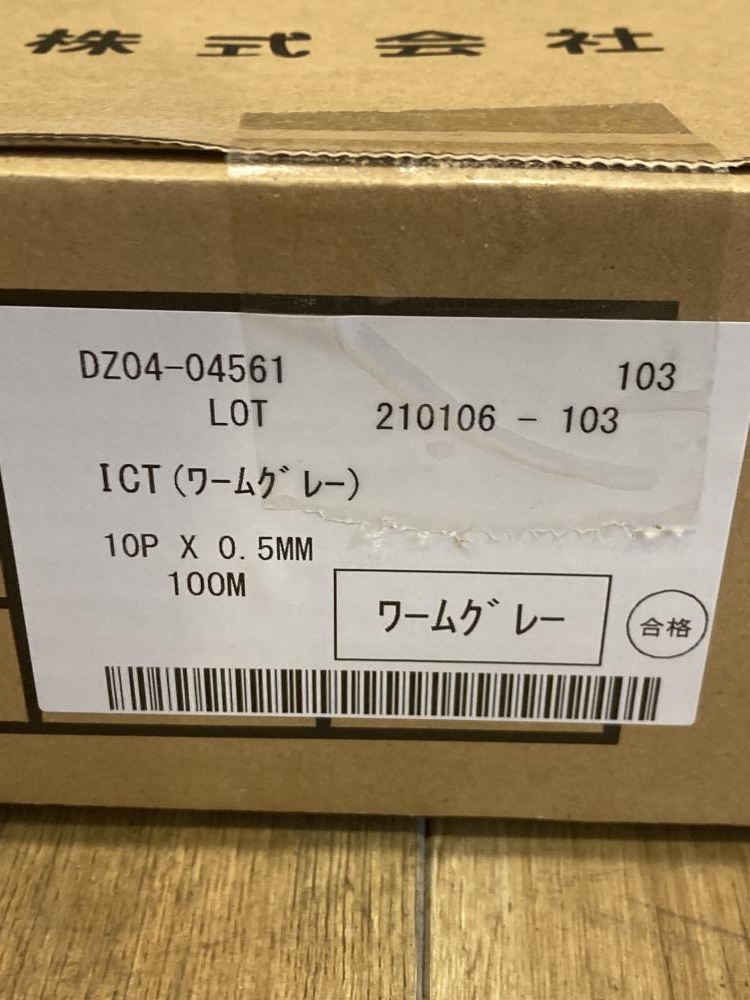 株式会社
DZ04-04561 103
LOT 210106 - 103
ICT(ワームグレー)
10P X 0.5MM
100M
ワームグレー
合格